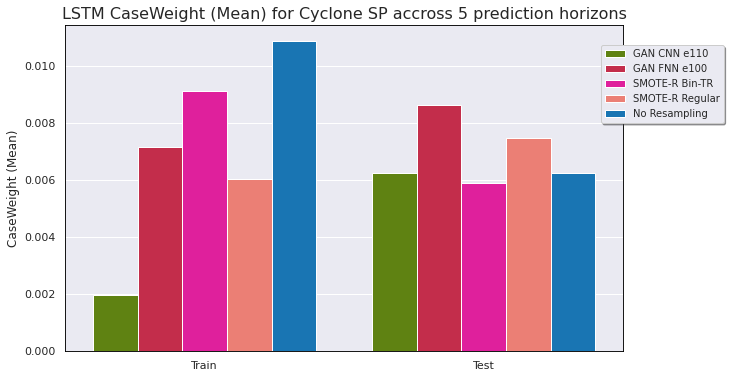 LSTM CaseWeight (Mean) for Cyclone SP accross 5 prediction horizons
CaseWeight (Mean)
0.010
0.008
0.006
0.004
0.002
0.000
Train
Test
GAN CNN e110
GAN FNN e100
SMOTE-R Bin-TR
SMOTE-R Regular
No Resampling